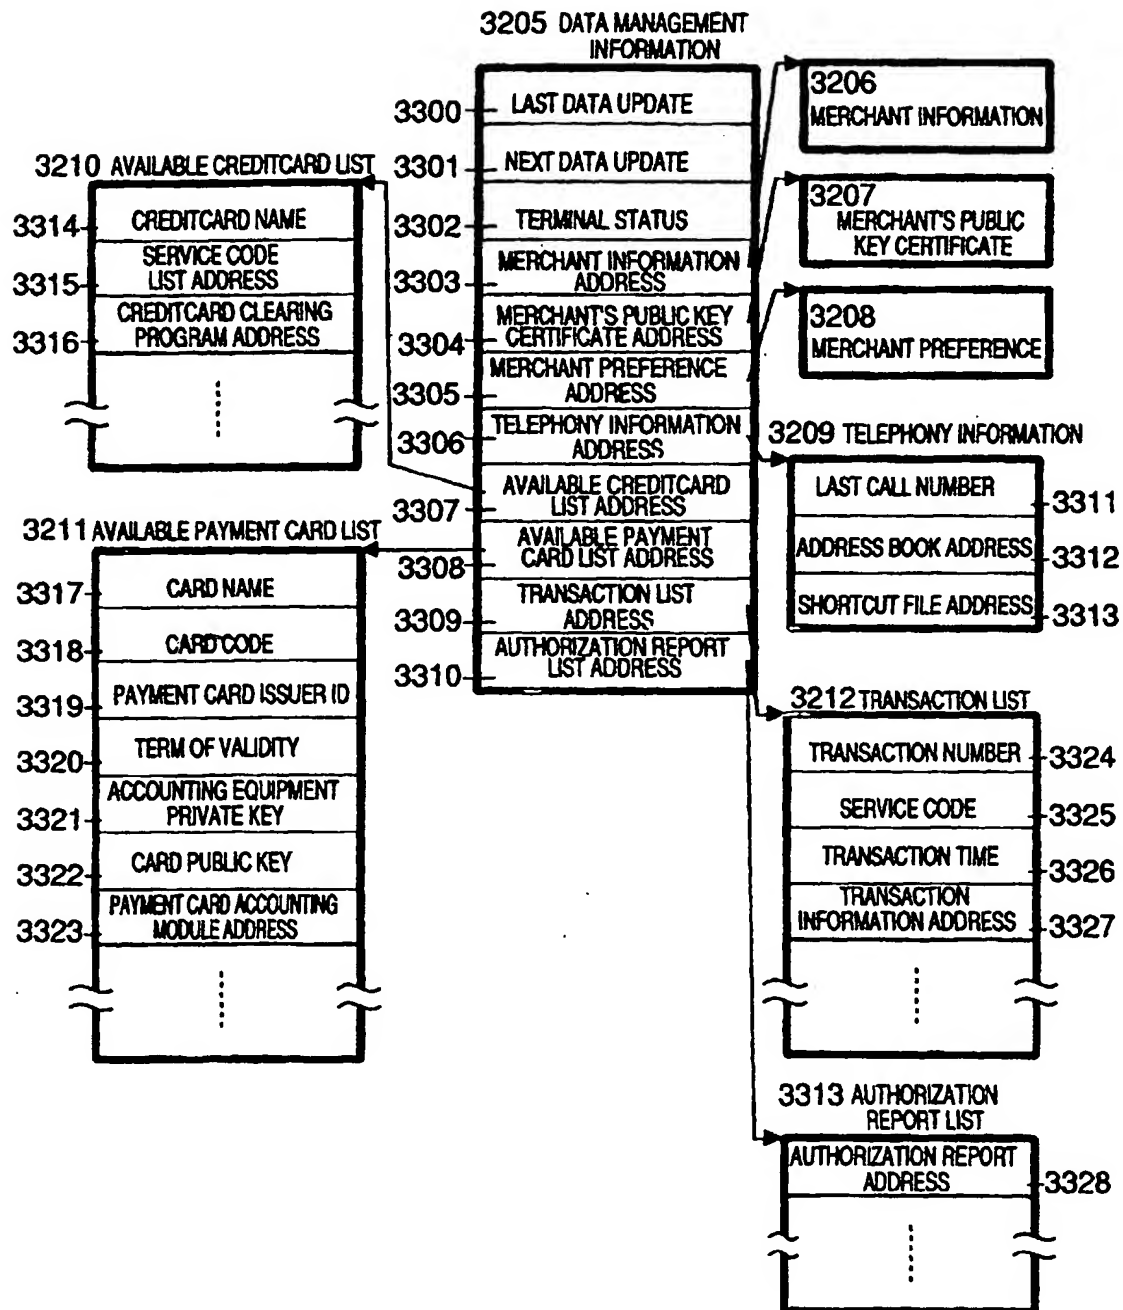 3205 DATA MANAGEMENT
INFORMATION
3300 LAST DATA UPDATE
3301 NEXT DATA UPDATE
3302 TERMINAL STATUS
3303 MERCHANT INFORMATION
ADDRESS
3304 MERCHANT'S PUBLIC KEY
CERTIFICATE ADDRESS
3305 MERCHANT PREFERENCE
ADDRESS
3306 TELEPHONY INFORMATION
ADDRESS
3307 AVAILABLE CREDITCARD
LIST ADDRESS
3308 AVAILABLE PAYMENT
CARD LIST ADDRESS
3309 TRANSACTION LIST
ADDRESS
3310 AUTHORIZATION REPORT
LIST ADDRESS
3210 AVAILABLE CREDITCARD LIST
3314 CREDITCARD NAME
3315 SERVICE CODE
LIST ADDRESS
3316 CREDITCARD CLEARING
PROGRAM ADDRESS
3211 AVAILABLE PAYMENT CARD LIST
3317 CARD NAME
3318 CARD CODE
3319 PAYMENT CARD ISSUER ID
3320 TERM OF VALIDITY
3321 ACCOUNTING EQUIPMENT
PRIVATE KEY
3322 CARD PUBLIC KEY
3323 PAYMENT CARD ACCOUNTING
MODULE ADDRESS
3206
MERCHANT INFORMATION
3207
MERCHANT'S PUBLIC
KEY CERTIFICATE
3208
MERCHANT PREFERENCE
3209 TELEPHONY INFORMATION
LAST CALL NUMBER 3311
ADDRESS BOOK ADDRESS 3312
SHORTCUT FILE ADDRESS 3313
3212 TRANSACTION LIST
TRANSACTION NUMBER 3324
SERVICE CODE 3325
TRANSACTION TIME 3326
TRANSACTION
INFORMATION ADDRESS 3327
3313 AUTHORIZATION
REPORT LIST
AUTHORIZATION REPORT
ADDRESS 3328